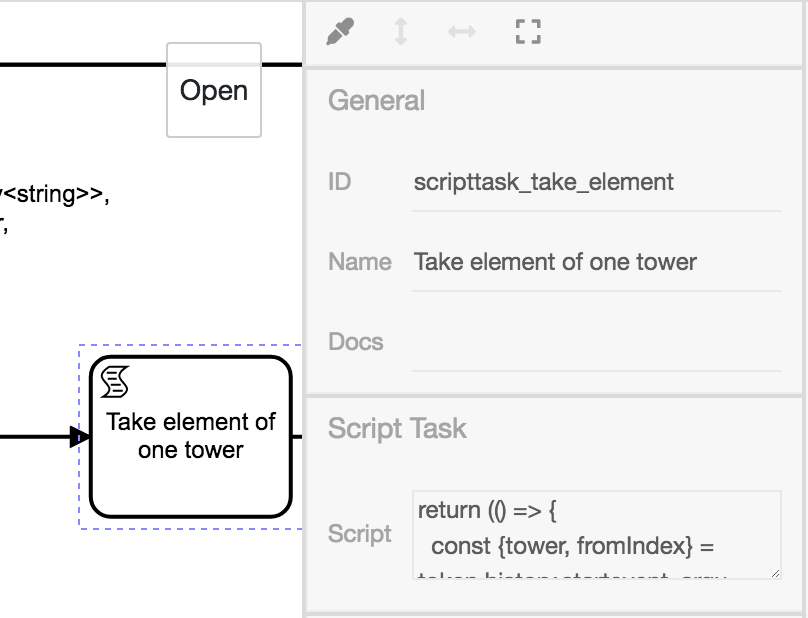 Open
<string>>,
Take element of
one tower
General
ID
scripttask_take_element
Name
Take element of one tower
Docs
Script Task
Script
return (() => {
const {tower, fromIndex} =